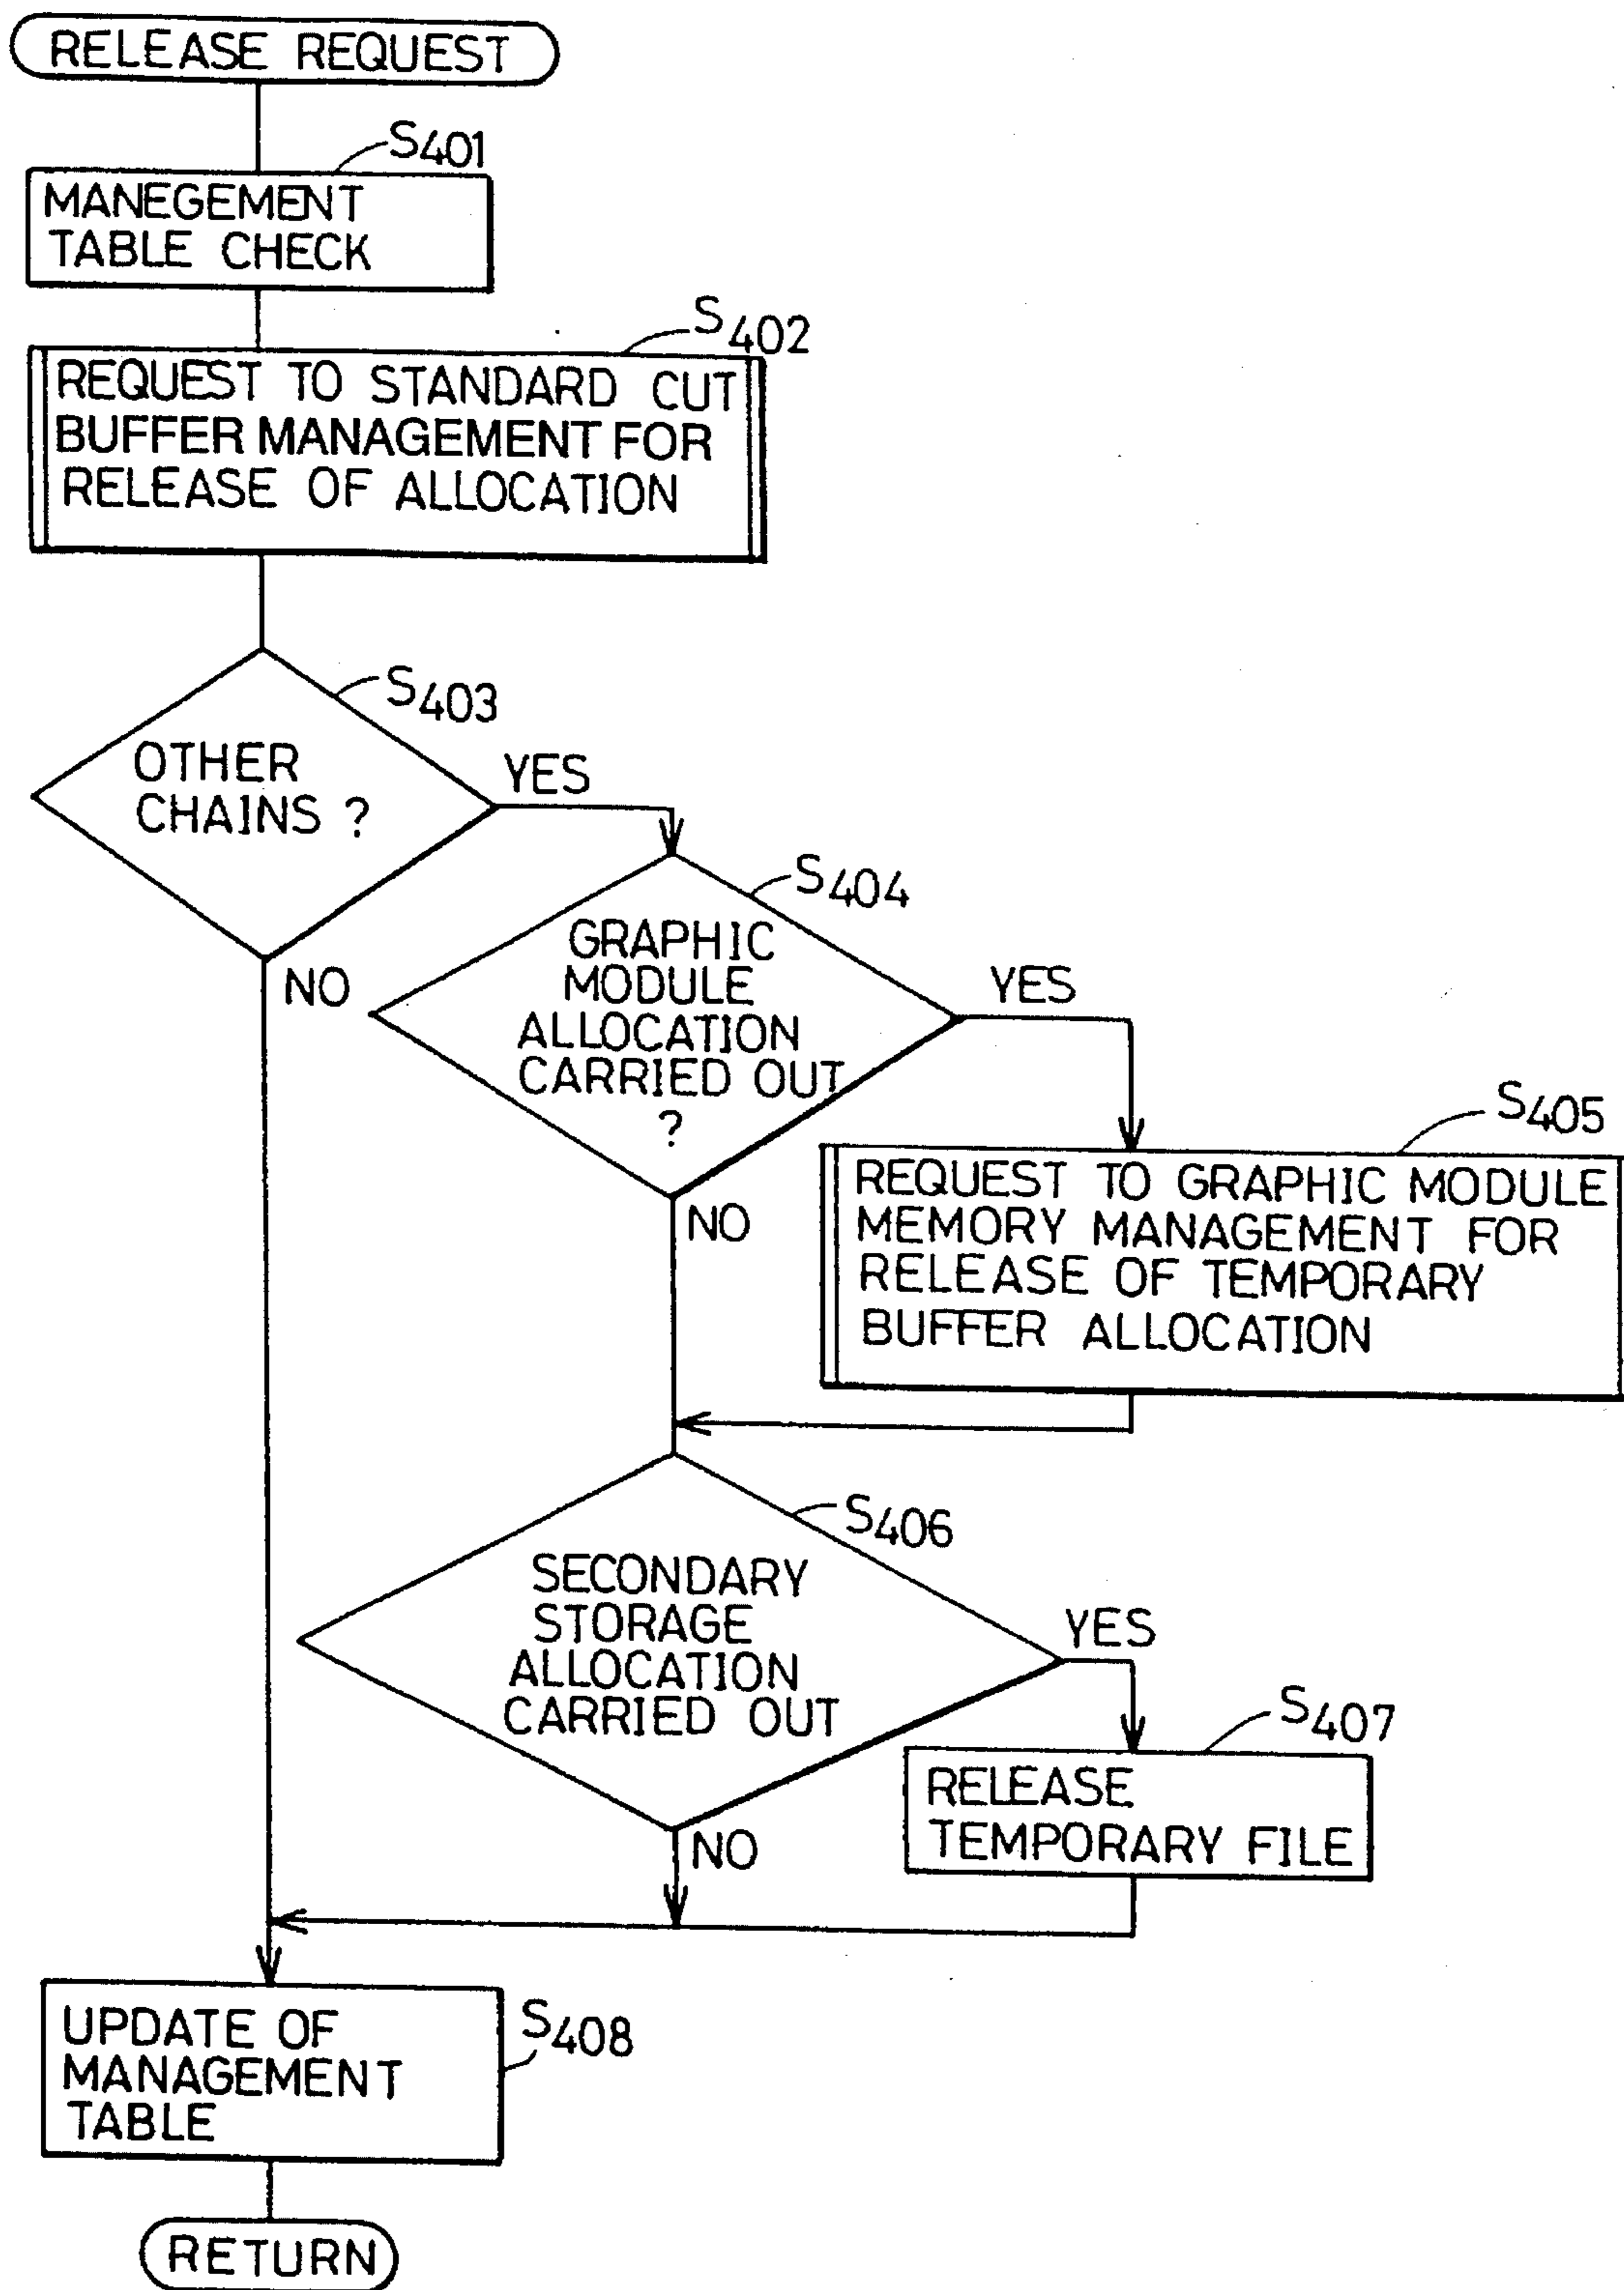 RELEASE REQUEST
S401
MANEGEMENT
TABLE CHECK
S402
REQUEST TO STANDARD CUT
BUFFER MANAGEMENT FOR
RELEASE OF ALLOCATION
S403
OTHER
CHAINS ?
YES
NO
S404
GRAPHIC
MODULE
ALLOCATION
CARRIED OUT
?
YES
NO
S405
REQUEST TO GRAPHIC MODULE
MEMORY MANAGEMENT FOR
RELEASE OF TEMPORARY
BUFFER ALLOCATION
S406
SECONDARY
STORAGE
ALLOCATION
CARRIED OUT
YES
NO
S407
RELEASE
TEMPORARY FILE
S408
UPDATE OF
MANAGEMENT
TABLE
RETURN